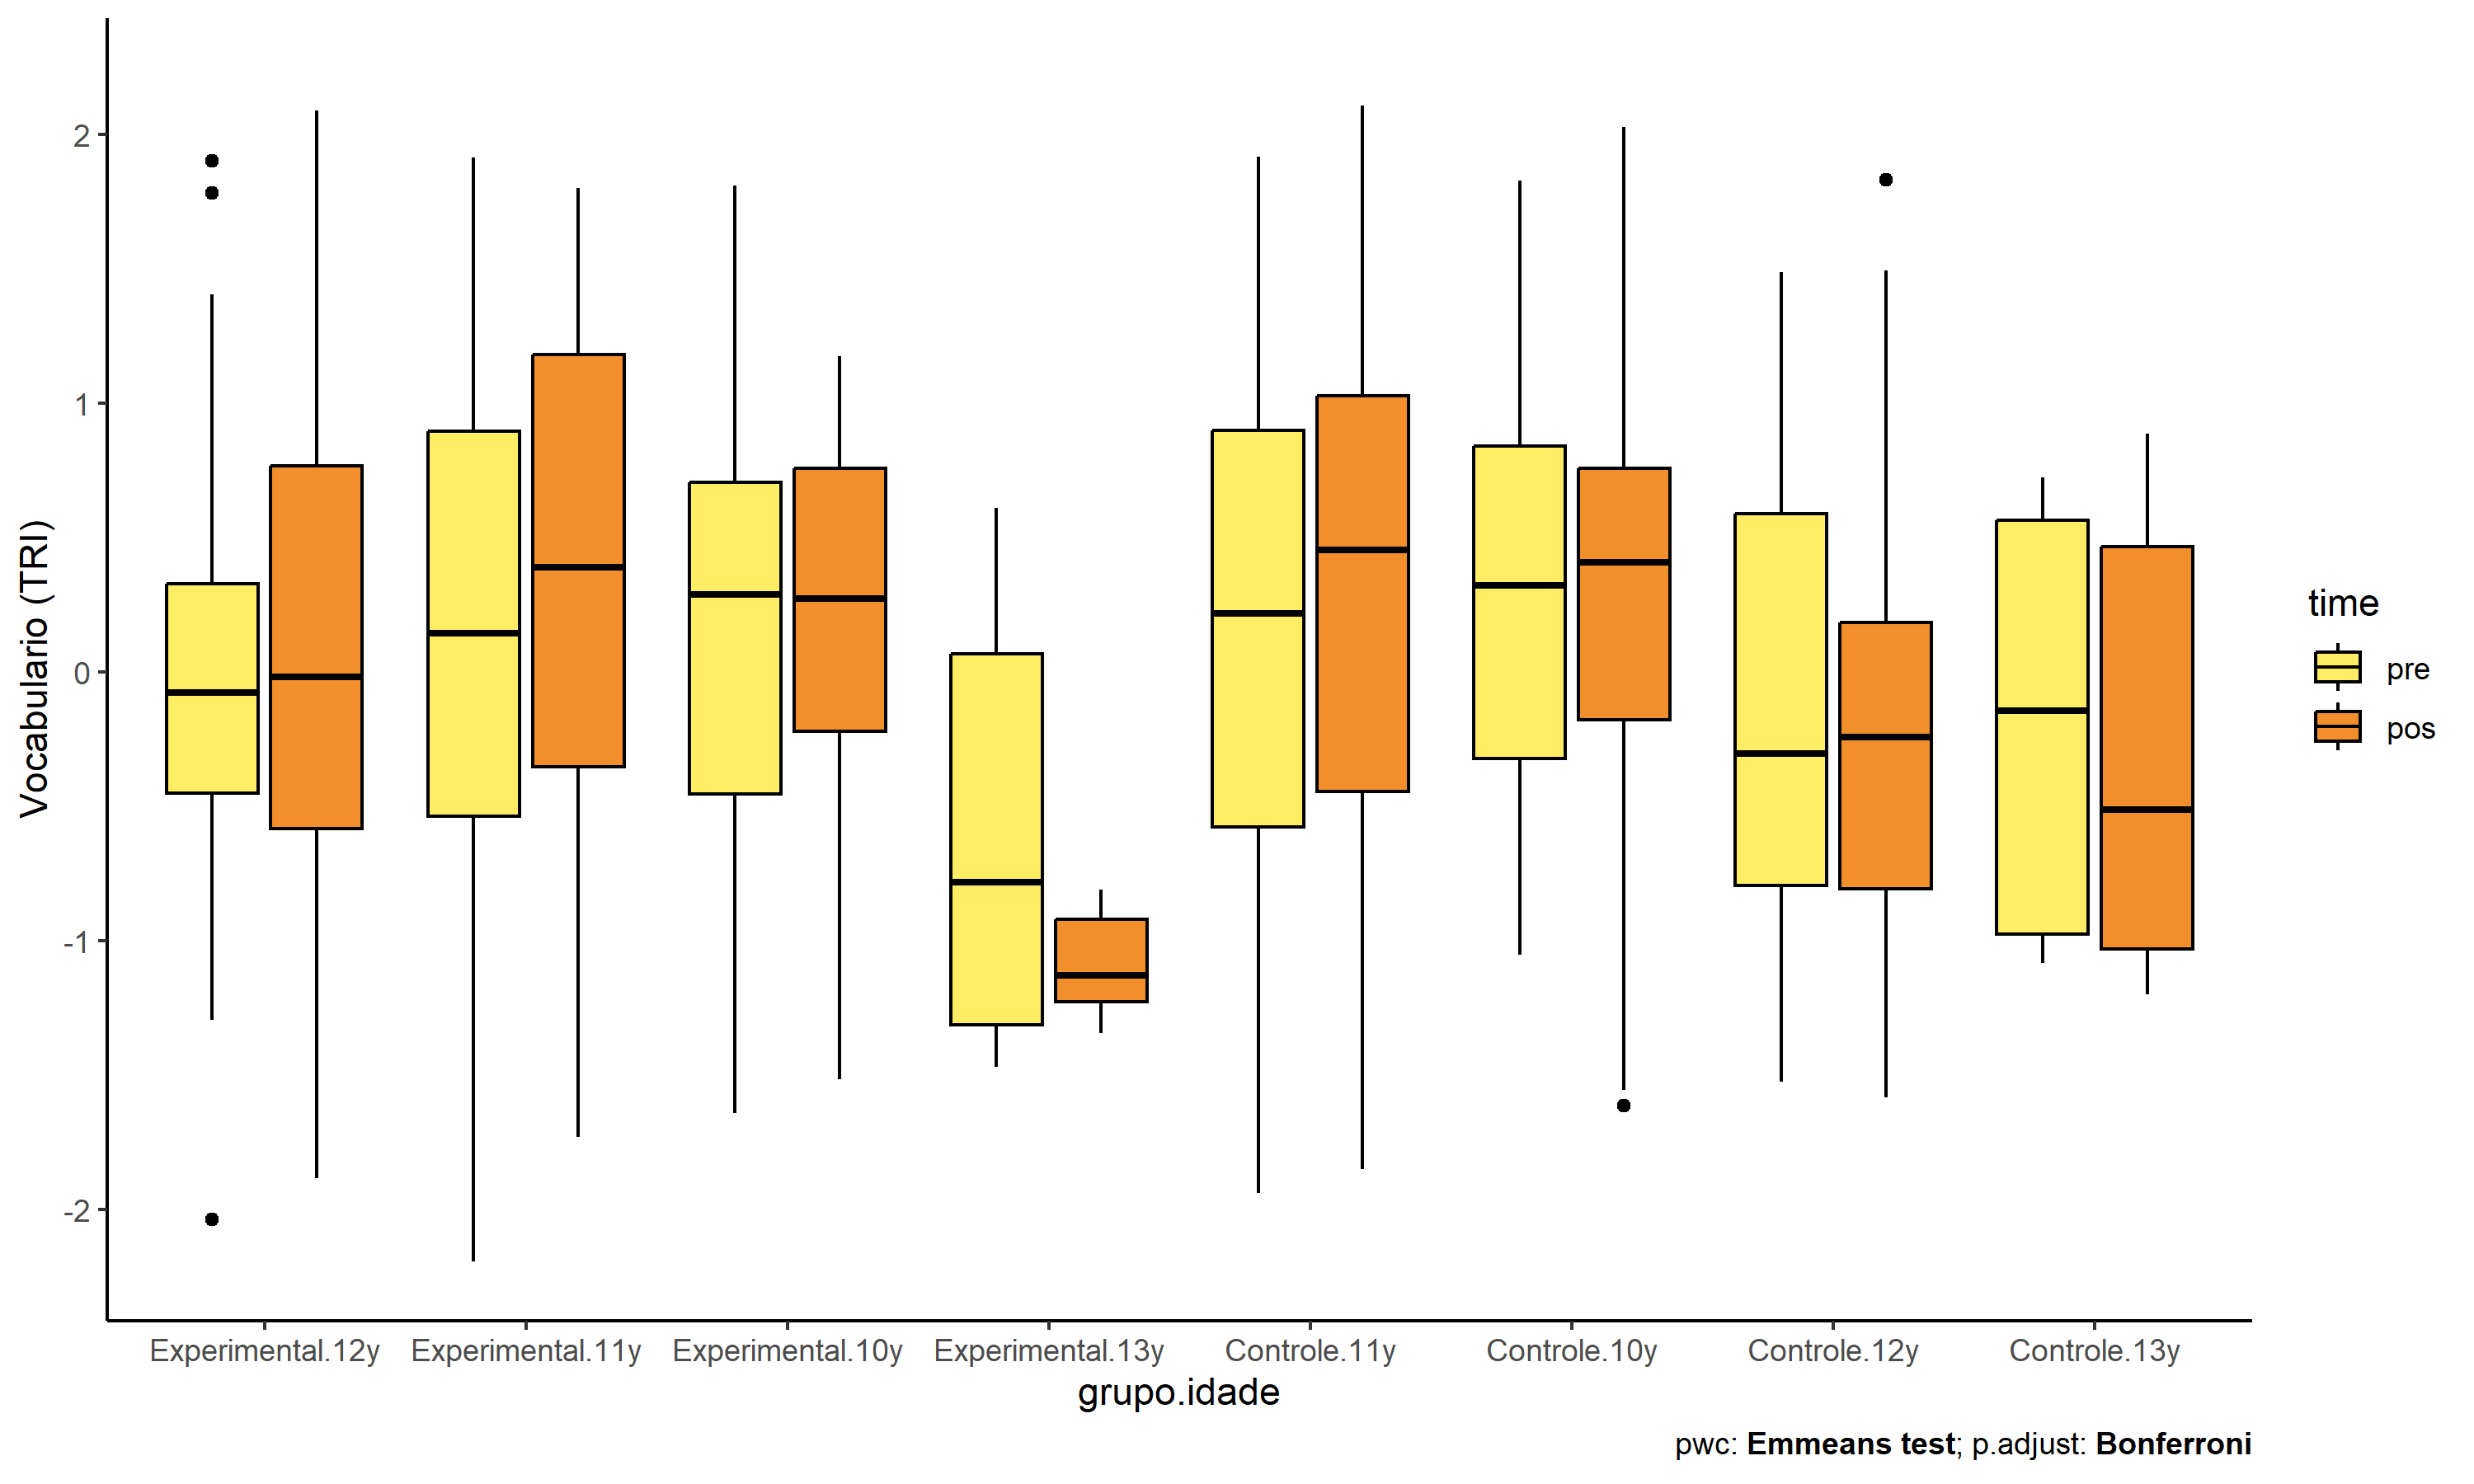 Vocabulario (TRI)
2
1
0
-1
-2
Experimental.12y Experimental.11y Experimental.10y Experimental.13y Controle.11y Controle.10y Controle.12y Controle.13y
grupo.idade
pwc: Emmeans test; p.adjust: Bonferroni
time
pre
pos